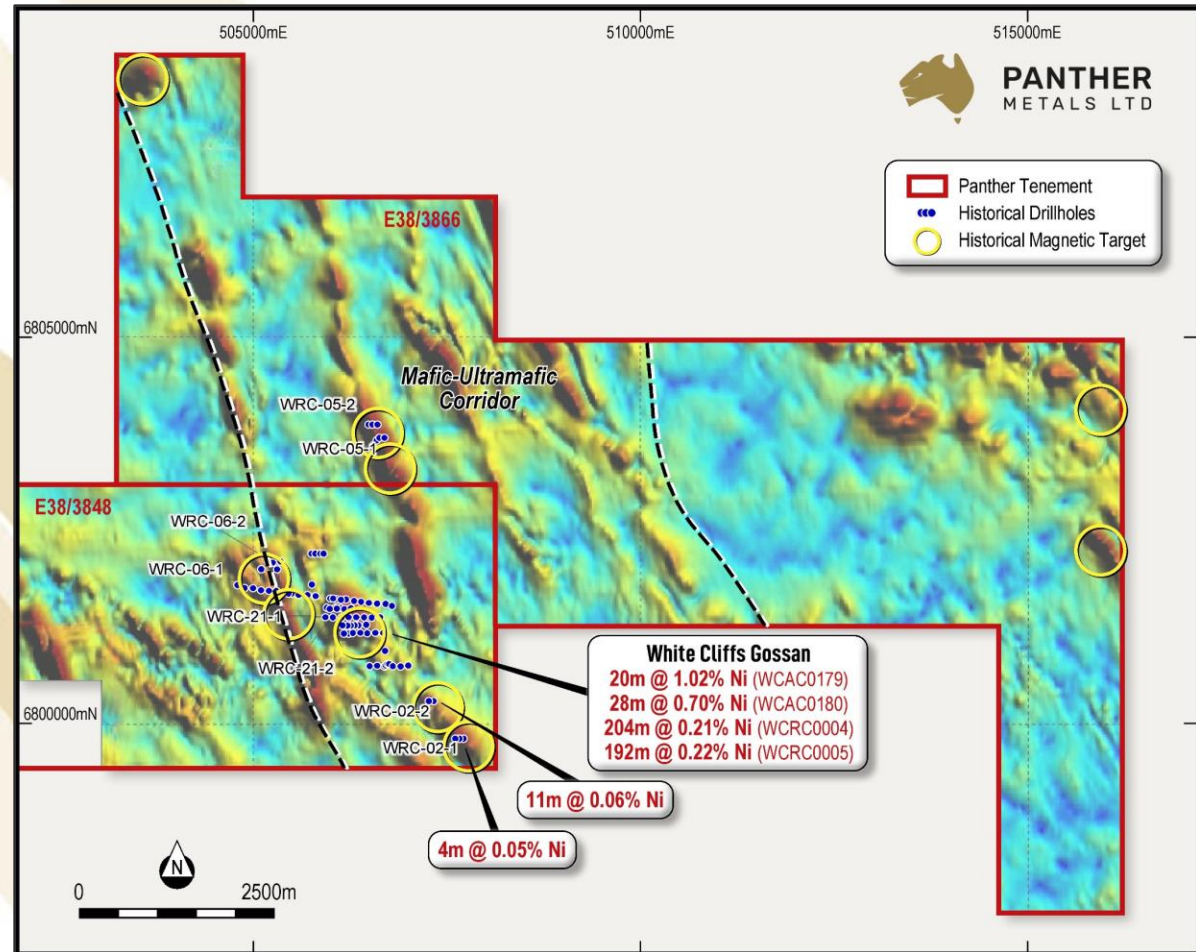 505000mE
510000mE
515000mE
PANTHER
METALS LTD
Panther Tenement
Historical Drillholes
Historical Magnetic Target
E38/3866
6805000mN
Mafic-Ultramafic
Corridor
WRC-05-2
WRC-05-1
E38/3848
WRC-06-2
WRC-06-1
WRC-21-1
WRC-21-2
White Cliffs Gossan
20m @ 1.02% Ni (WCAC0179)
28m @ 0.70% Ni (WCAC0180)
204m @ 0.21% Ni (WCRC0004)
192m @ 0.22% Ni (WCRC0005)
6800000mN
WRC-02-2
WRC-02-1
11m @ 0.06% Ni
4m @ 0.05% Ni
N
0
2500m